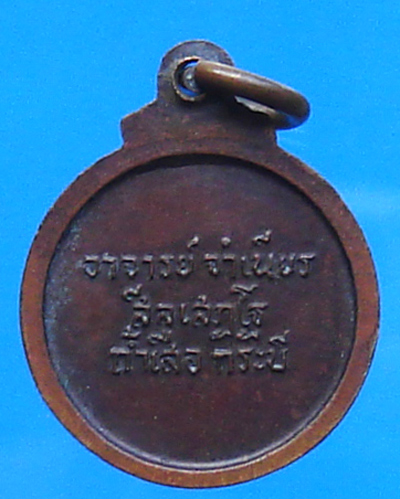 อาจารย์ จำเนียร
สีลเสฏโฐ
ถ้ำเสือ กระบี่